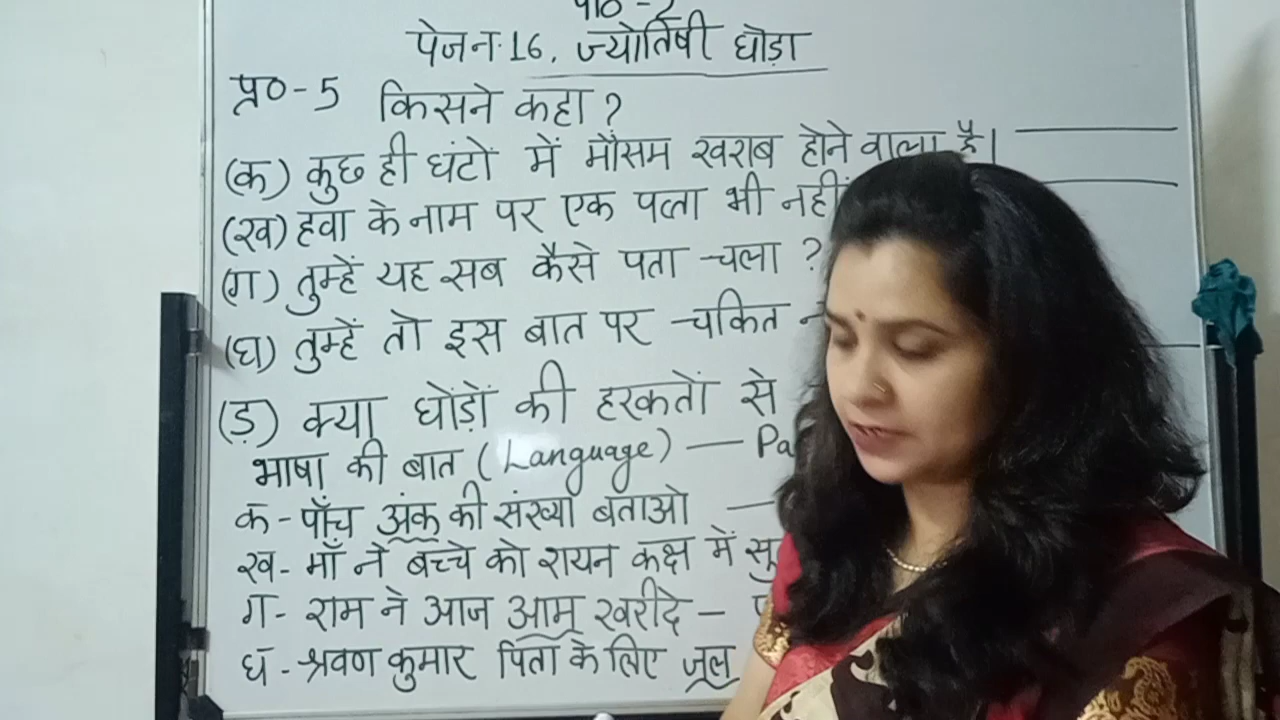 पाठ - 2
पेज न. 16. ज्योतिषी घोड़ा
प्र० - 5 किसने कहा ?
(क) कुछ ही घंटों में मौसम खराब होने वाला है।
(ख) हवा के नाम पर एक पत्ता भी नहीं
(ग) तुम्हें यह सब कैसे पता चला ?
(घ) तुम्हें तो इस बात पर चकित
(ड़) क्या घोंड़ों की हरकतों से
भाषा की बात (Language) — Pa
क - पाँच अंक की संख्या बताओ —
ख - माँ ने बच्चे को शयन कक्ष में सु
ग - राम ने आज आम खरीदे —
घ - श्रवण कुमार पिता के लिए जल